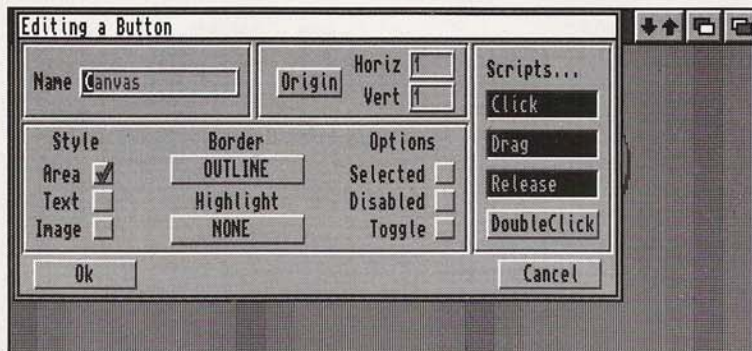 Editing a Button
Name Canvas
Origin
Horiz 1
Vert 1
Scripts...
Click
Drag
Release
DoubleClick
Style
Area
Text
Image
Border
OUTLINE
Highlight
NONE
Options
Selected
Disabled
Toggle
Ok
Cancel